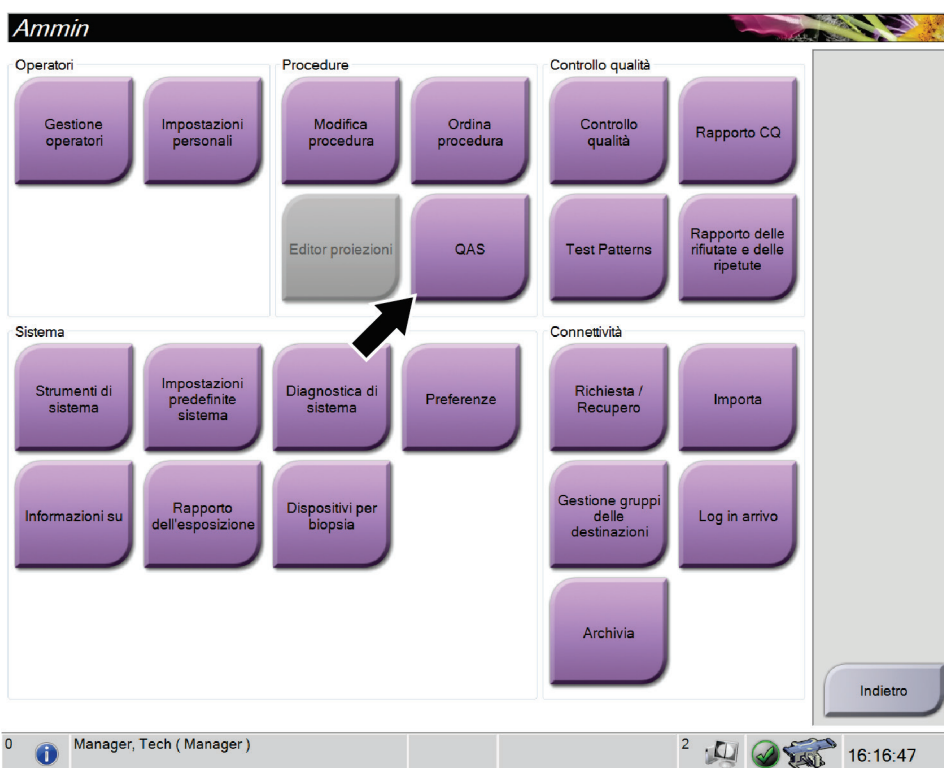 Ammin
Operatori
Gestione
operatori
Impostazioni
personali
Procedure
Modifica
procedura
Ordina
procedura
Editor proiezioni
QAS
Controllo qualità
Controllo
qualità
Rapporto CQ
Test Patterns
Rapporto delle
rifiutate e delle
ripetute
Sistema
Strumenti di
sistema
Impostazioni
predefinite
sistema
Diagnostica di
sistema
Preferenze
Informazioni su
Rapporto
dell'esposizione
Dispositivi per
biopsia
Connettività
Richiesta /
Recupero
Importa
Gestione gruppi
delle
destinazioni
Log in arrivo
Archivia
Indietro
0
Manager, Tech ( Manager )
2
16:16:47